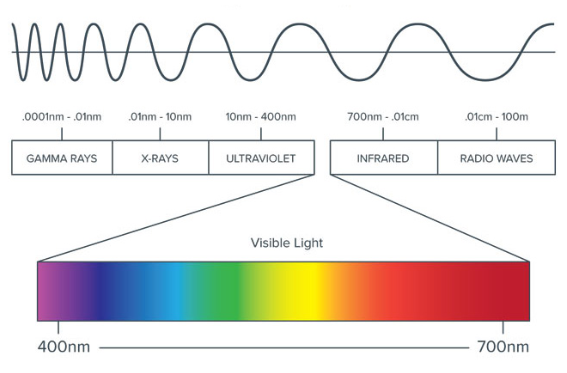 .0001nm - .01nm .01nm - 10nm 10nm - 400nm 700nm - .01cm .01cm - 100m
GAMMA RAYS X-RAYS ULTRAVIOLET INFRARED RADIO WAVES
Visible Light
400nm 700nm